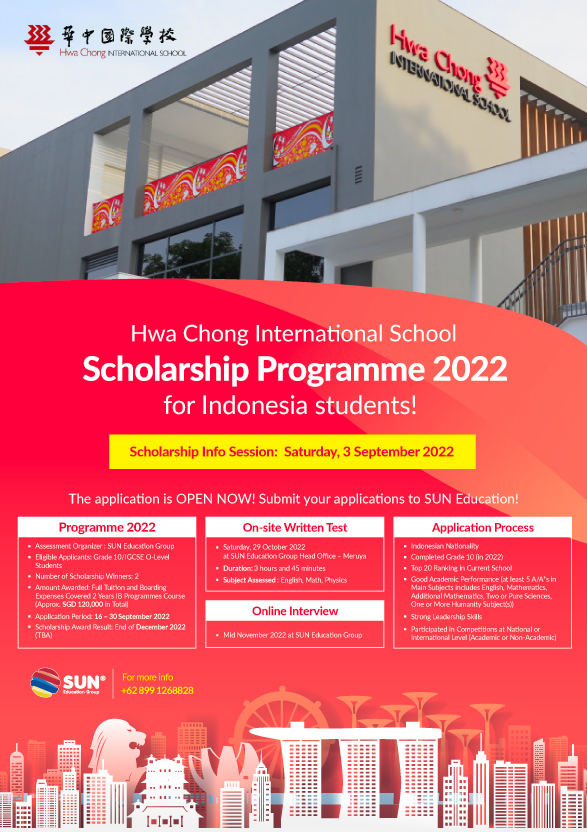 華中國際學校
Hwa Chong INTERNATIONAL SCHOOL
Hwa Chong
INTERNATIONAL SCHOOL
Hwa Chong International School
Scholarship Programme 2022
for Indonesia students!
Scholarship Info Session: Saturday, 3 September 2022
The application is OPEN NOW! Submit your applications to SUN Education!
Programme 2022
• Assessment Organizer : SUN Education Group
• Eligible Applicants: Grade 10/IGCSE O-Level
Students
• Number of Scholarship Winners: 2
• Amount Awarded: Full Tuition and Boarding
Expenses Covered 2 Years IB Programmes Course
(Approx. SGD 120,000 in Total)
• Application Period: 16 – 30 September 2022
• Scholarship Award Result: End of December 2022
(TBA)
On-site Written Test
• Saturday, 29 October 2022
at SUN Education Group Head Office – Meruya
• Duration: 3 hours and 45 minutes
• Subject Assessed : English, Math, Physics
Online Interview
• Mid November 2022 at SUN Education Group
Application Process
• Indonesian Nationality
• Completed Grade 10 (in 2022)
• Top 20 Ranking in Current School
• Good Academic Performance (at least 5 A/A*s in
Main Subjects includes English, Mathematics,
Additional Mathematics, Two or Pure Sciences,
One or More Humanity Subject(s))
• Strong Leadership Skills
• Participated in Competitions at National or
International Level (Academic or Non-Academic)
SUN®
Education Group
For more info
+62 899 1268828